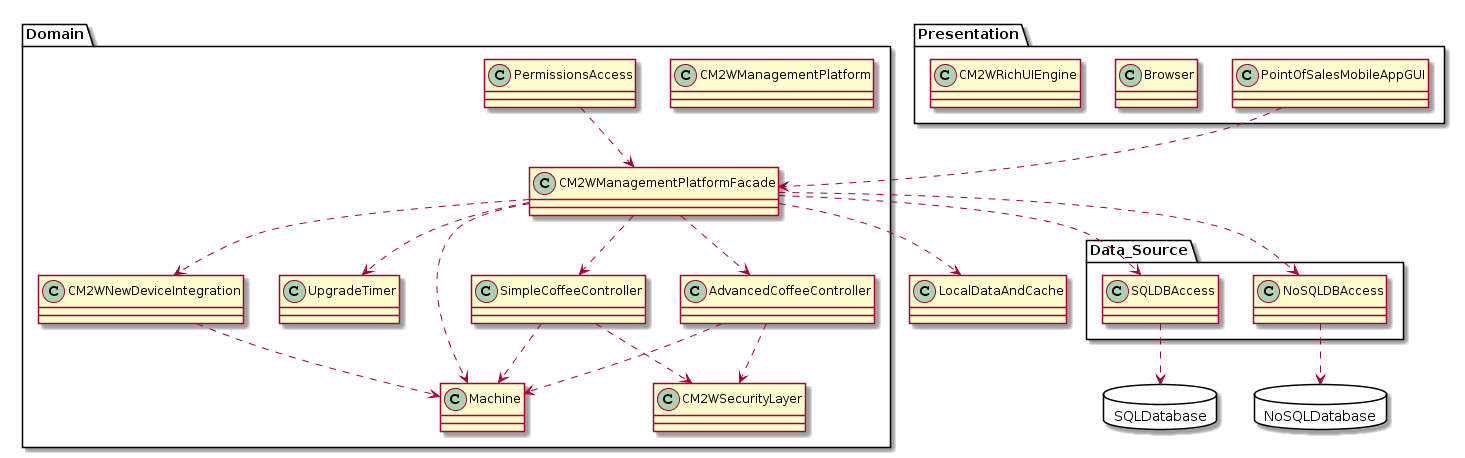 Domain
Presentation
C PermissionsAccess
C CM2WManagementPlatform
C CM2WRichUIEngine
C Browser
C PointOfSalesMobileAppGUI
C CM2WManagementPlatformFacade
Data_Source
C CM2WNewDeviceIntegration
C UpgradeTimer
C SimpleCoffeeController
C AdvancedCoffeeController
C LocalDataAndCache
C SQLDBAccess
C NoSQLDBAccess
C Machine
C CM2WSecurityLayer
SQLDatabase
NoSQLDatabase